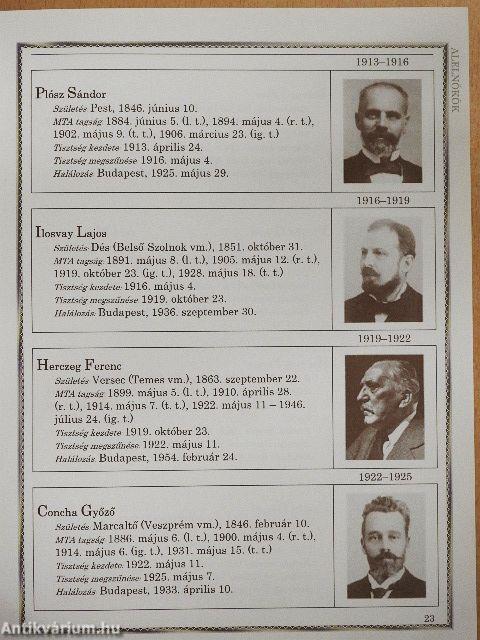 ALELNÖKÖK
1913–1916
Plósz Sándor
Születés: Pest, 1846. június 10.
MTA tagság: 1884. június 5. (l. t.), 1894. május 4. (r. t.),
1902. május 9. (t. t.), 1906. március 23. (ig. t.)
Tisztség kezdete: 1913. április 24.
Tisztség megszűnése: 1916. május 4.
Halálozás: Budapest, 1925. május 29.
1916–1919
Ilosvay Lajos
Születés: Dés (Belső Szolnok vm.), 1851. október 31.
MTA tagság: 1891. május 8. (l. t.), 1905. május 12. (r. t.),
1919. október 23. (ig. t.), 1928. május 18. (t. t.)
Tisztség kezdete: 1916. május 4.
Tisztség megszűnése: 1919. október 23.
Halálozás: Budapest, 1936. szeptember 30.
1919–1922
Herczeg Ferenc
Születés: Versec (Temes vm.), 1863. szeptember 22.
MTA tagság: 1899. május 5. (l. t.), 1910. április 28.
(r. t.), 1914. május 7. (t. t.), 1922. május 11 – 1946.
július 24. (ig. t.)
Tisztség kezdete: 1919. október 23.
Tisztség megszűnése: 1922. május 11.
Halálozás: Budapest, 1954. február 24.
1922–1925
Concha Győző
Születés: Marcaltő (Veszprém vm.), 1846. február 10.
MTA tagság: 1886. május 6. (l. t.), 1900. május 4. (r. t.),
1914. május 6. (ig. t.), 1931. május 15. (t. t.)
Tisztség kezdete: 1922. május 11.
Tisztség megszűnése: 1925. május 7.
Halálozás: Budapest, 1933. április 10.
23
Antikvárium.hu